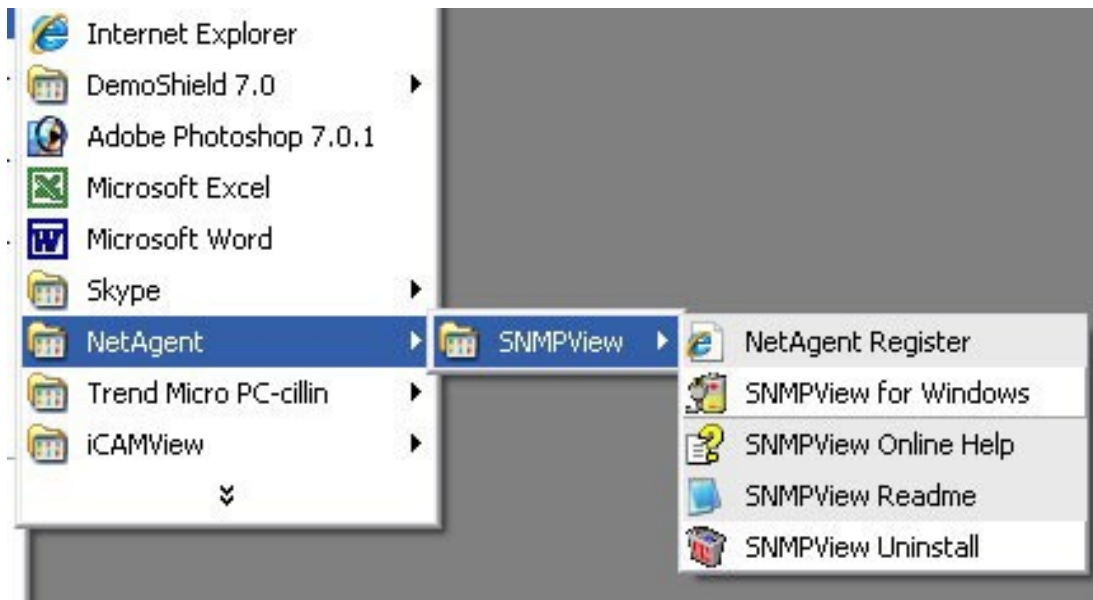 Internet Explorer
DemoShield 7.0
Adobe Photoshop 7.0.1
Microsoft Excel
Microsoft Word
Skype
NetAgent
Trend Micro PC-cillin
iCAMView
SNMPView
NetAgent Register
SNMPView for Windows
SNMPView Online Help
SNMPView Readme
SNMPView Uninstall